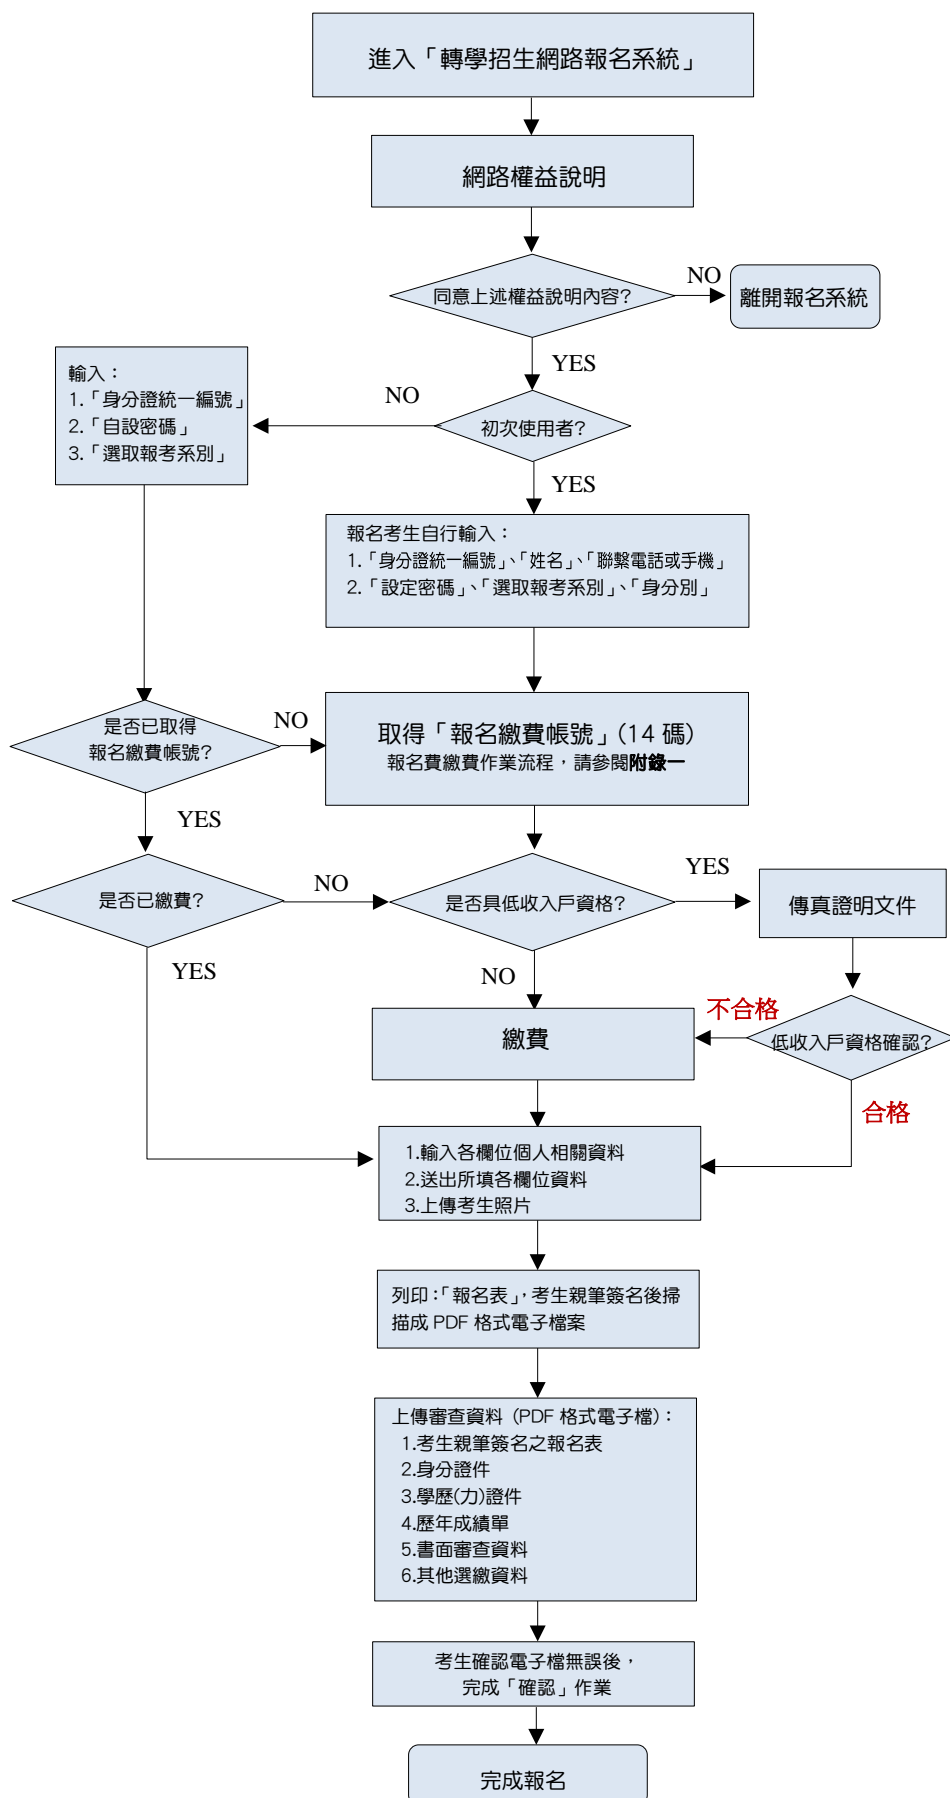 進入「轉學招生網路報名系統」
網路權益說明
同意上述權益說明內容?
NO
離開報名系統
YES
初次使用者?
NO
輸入：
1.「身分證統一編號」
2.「自設密碼」
3.「選取報考系別」
YES
報名考生自行輸入：
1.「身分證統一編號」、「姓名」、「聯繫電話或手機」
2.「設定密碼」、「選取報考系別」、「身分別」
是否已取得
報名繳費帳號?
NO
取得「報名繳費帳號」(14 碼)
報名費繳費作業流程，請參閱附錄一
YES
是否已繳費?
NO
是否具低收入戶資格?
YES
傳真證明文件
YES
NO
不合格
低收入戶資格確認?
繳費
合格
1.輸入各欄位個人相關資料
2.送出所填各欄位資料
3.上傳考生照片
列印：「報名表」，考生親筆簽名後掃
描成 PDF 格式電子檔案
上傳審查資料 (PDF 格式電子檔)：
1.考生親筆簽名之報名表
2.身分證件
3.學歷(力)證件
4.歷年成績單
5.書面審查資料
6.其他選繳資料
考生確認電子檔無誤後，
完成「確認」作業
完成報名